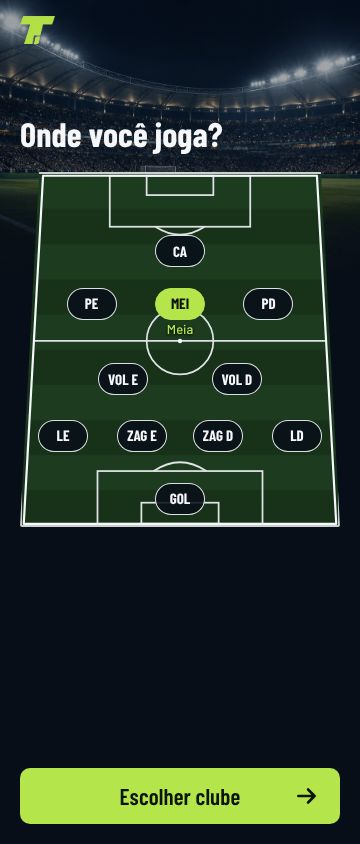 Onde você joga?
CA
PE MEI PD
Meia
VOL E VOL D
LE ZAG E ZAG D LD
GOL
Escolher clube